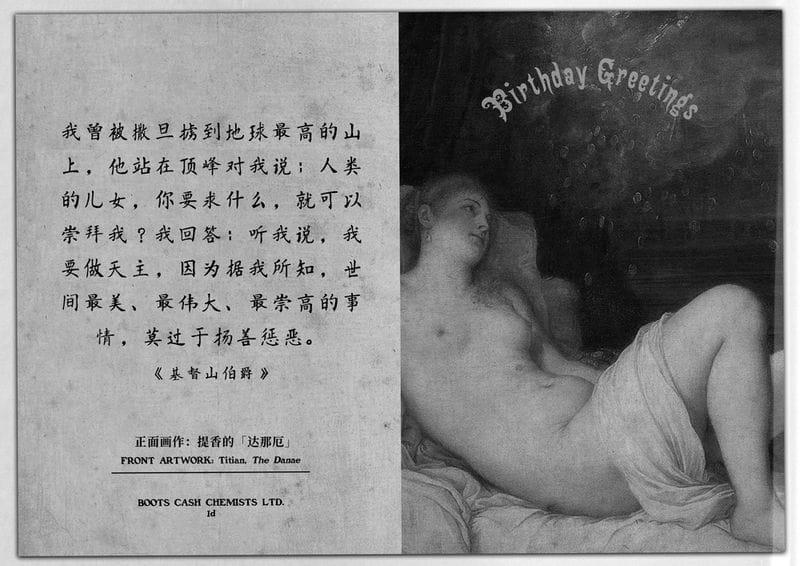 我曾被撒旦掳到地球最高的山
上，他站在顶峰对我说；人类
的儿女，你要求什么，就可以
崇拜我？我回答；听我说，我
要做天主，因为据我所知，世
间最美、最伟大、最崇高的事
情，莫过于扬善惩恶。
《基督山伯爵》
正面画作：提香的「达那厄」
FRONT ARTWORK: Titian, The Danae
BOOTS CASH CHEMISTS LTD.
1d
Birthday Greetings